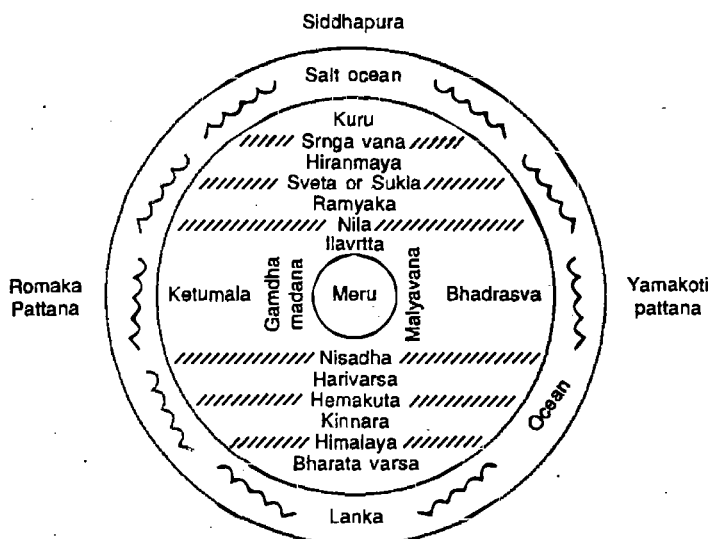 Siddhapura
Salt ocean
Kuru
Srnga vana
Hiranmaya
Sveta or Sukla
Ramyaka
Nila
Ilavrtta
Romaka
Pattana
Ketumala
Gamdha
madana
Meru
Malyavana
Bhadrasva
Yamakoti
pattana
Nisadha
Harivarsa
Hemakuta
Kinnara
Himalaya
Bharata varsa
Ocean
Lanka